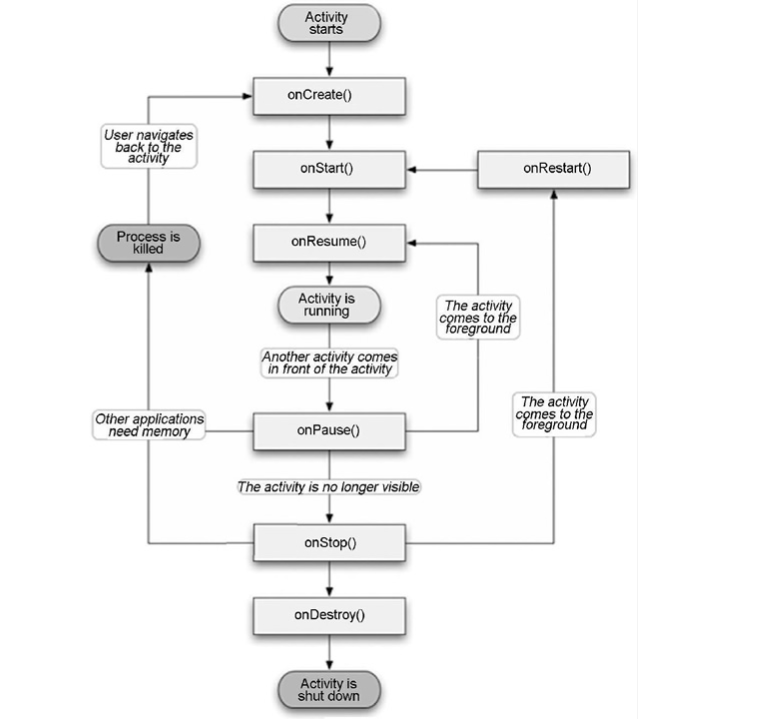 Activity
starts
onCreate()
User navigates
back to the
activity
onStart()
onRestart()
Process is
killed
onResume()
Activity is
running
The activity
comes to the
foreground
Another activity comes
in front of the activity
The activity
comes to the
foreground
Other applications
need memory
onPause()
The activity is no longer visible
onStop()
onDestroy()
Activity is
shut down